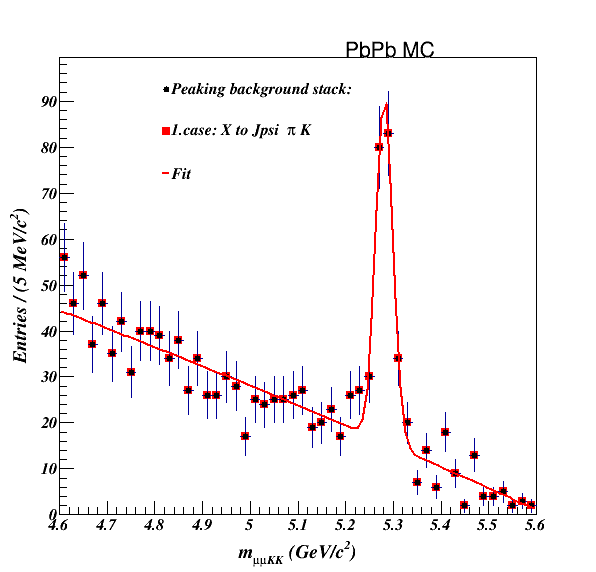 PbPb MC
Entries / (5 MeV/c²)
90
80
70
60
50
40
30
20
10
0
Peaking background stack:
1.case: X to Jpsi π K
Fit
4.6 4.7 4.8 4.9 5 5.1 5.2 5.3 5.4 5.5 5.6
mμμKK (GeV/c²)